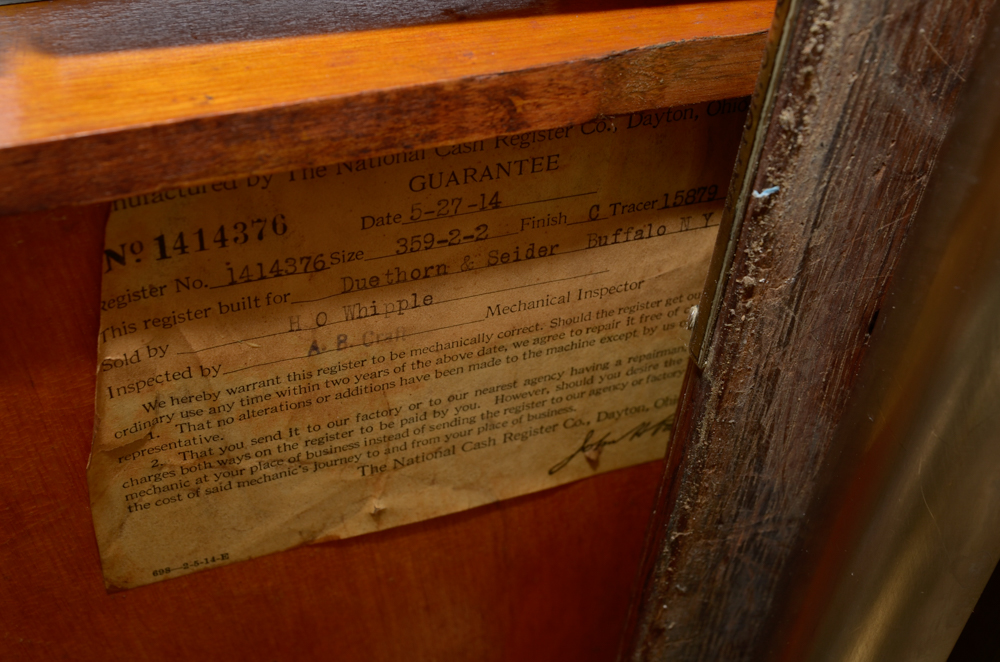 nufactured by The National Cash Register Co., Dayton, Ohio
GUARANTEE
No 1414376 Date 5-27-14
Register No. 1414376 Size 359-2-2 Finish C Tracer 15879
This register built for Duethorn & Seider Buffalo N Y
Sold by H O Whipple
Inspected by A. B. Mechanical Inspector
We hereby warrant this register to be mechanically correct. Should the register get ou
ordinary use any time within two years of the above date, we agree to repair it free of c
1. That no alterations or additions have been made to the machine except by us o
representative.
2. That you send it to our factory or to our nearest agency having a repairman,
charges both ways on the register to be paid by you. However, should you desire the
mechanic at your place of business instead of sending the register to our agency or factory
the cost of said mechanic's journey to and from your place of business.
The National Cash Register Co., Dayton, Ohio
John H.
698—2-5-14-E